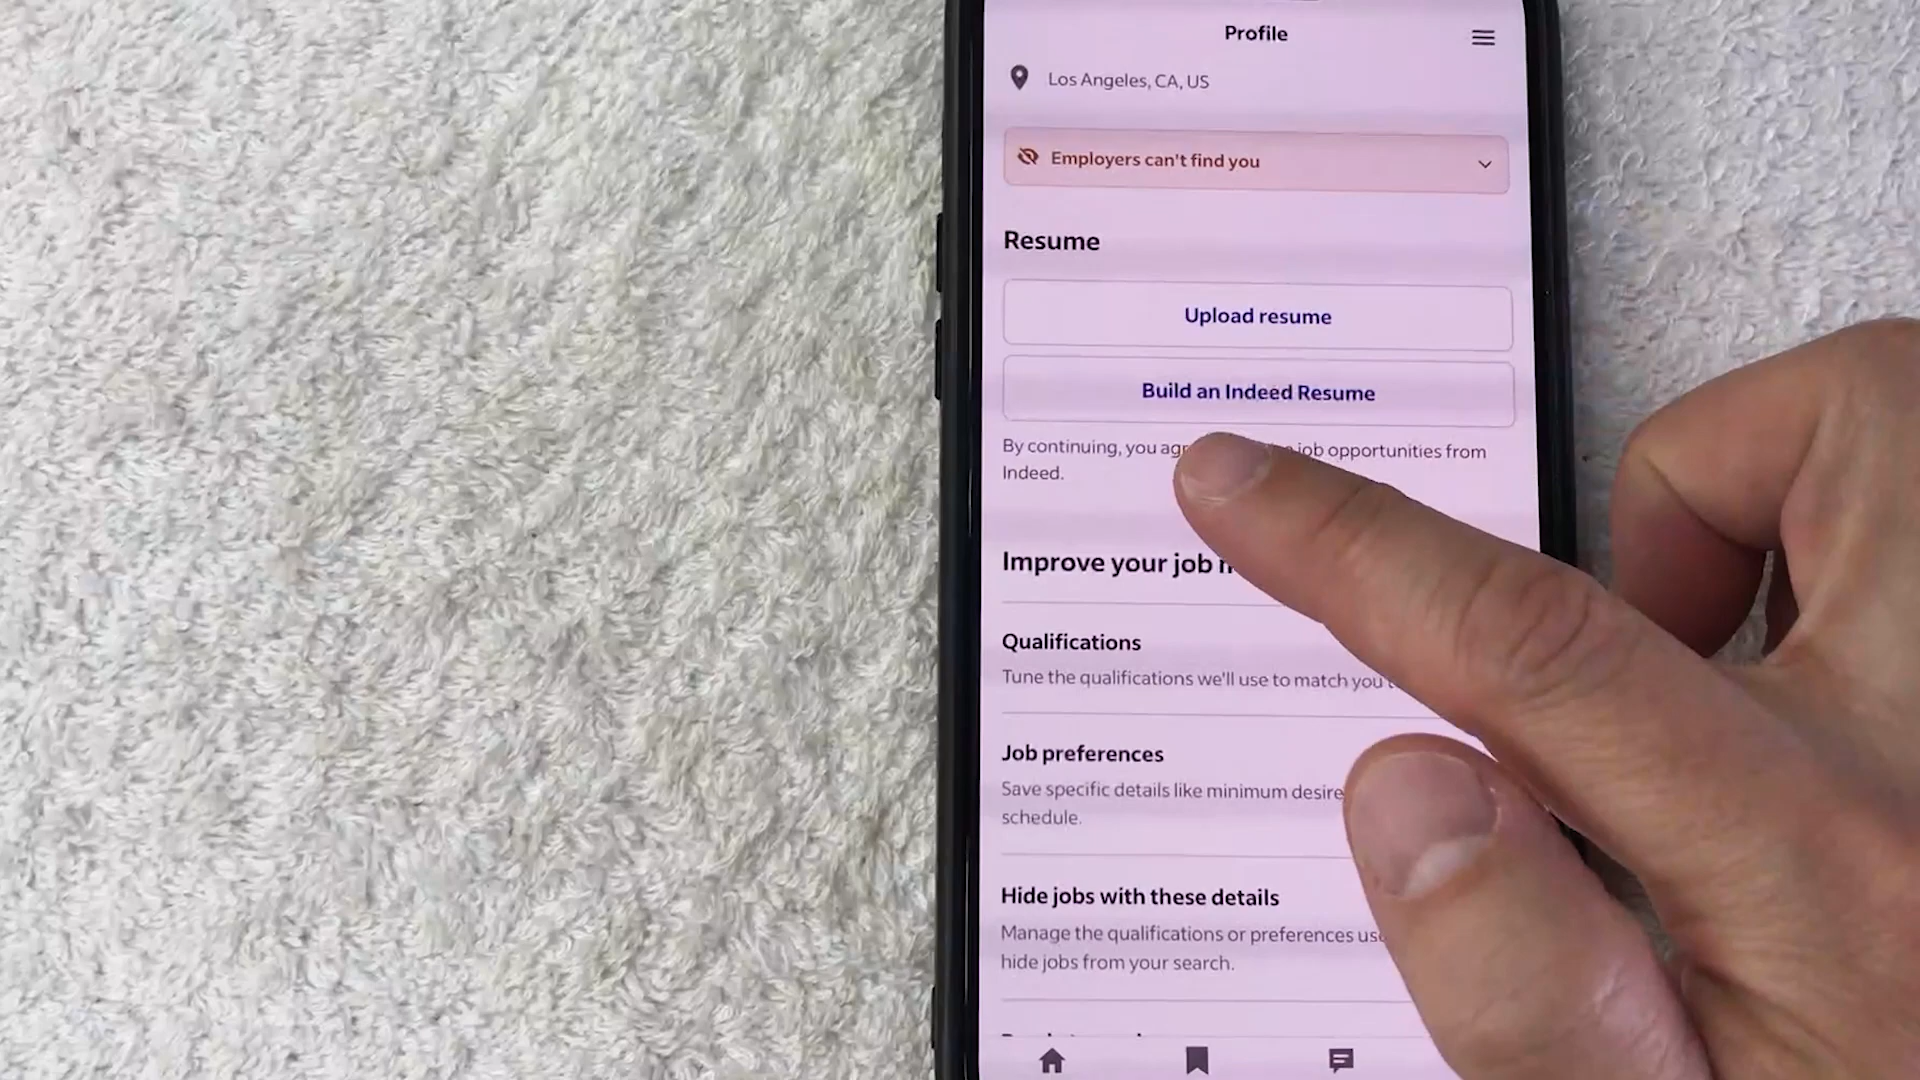 Profile
Los Angeles, CA, US
Employers can't find you
Resume
Upload resume
Build an Indeed Resume
By continuing, you job opportunities from
Indeed.
Improve your job
Qualifications
Tune the qualifications we'll use to match you
Job preferences
Save specific details like minimum
schedule.
Hide jobs with these details
Manage the qualifications or preferences
hide jobs from your search.